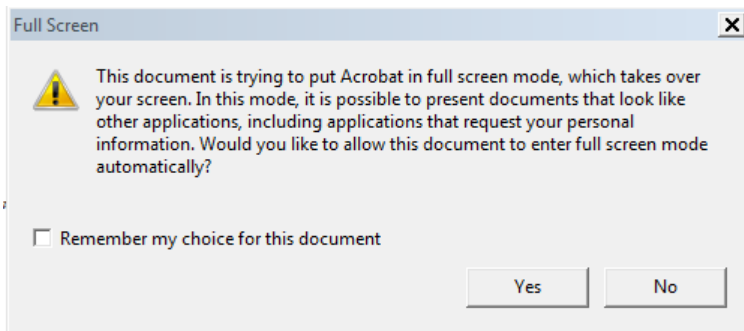 Full Screen
This document is trying to put Acrobat in full screen mode, which takes over
your screen. In this mode, it is possible to present documents that look like
other applications, including applications that request your personal
information. Would you like to allow this document to enter full screen mode
automatically?
Remember my choice for this document
Yes No